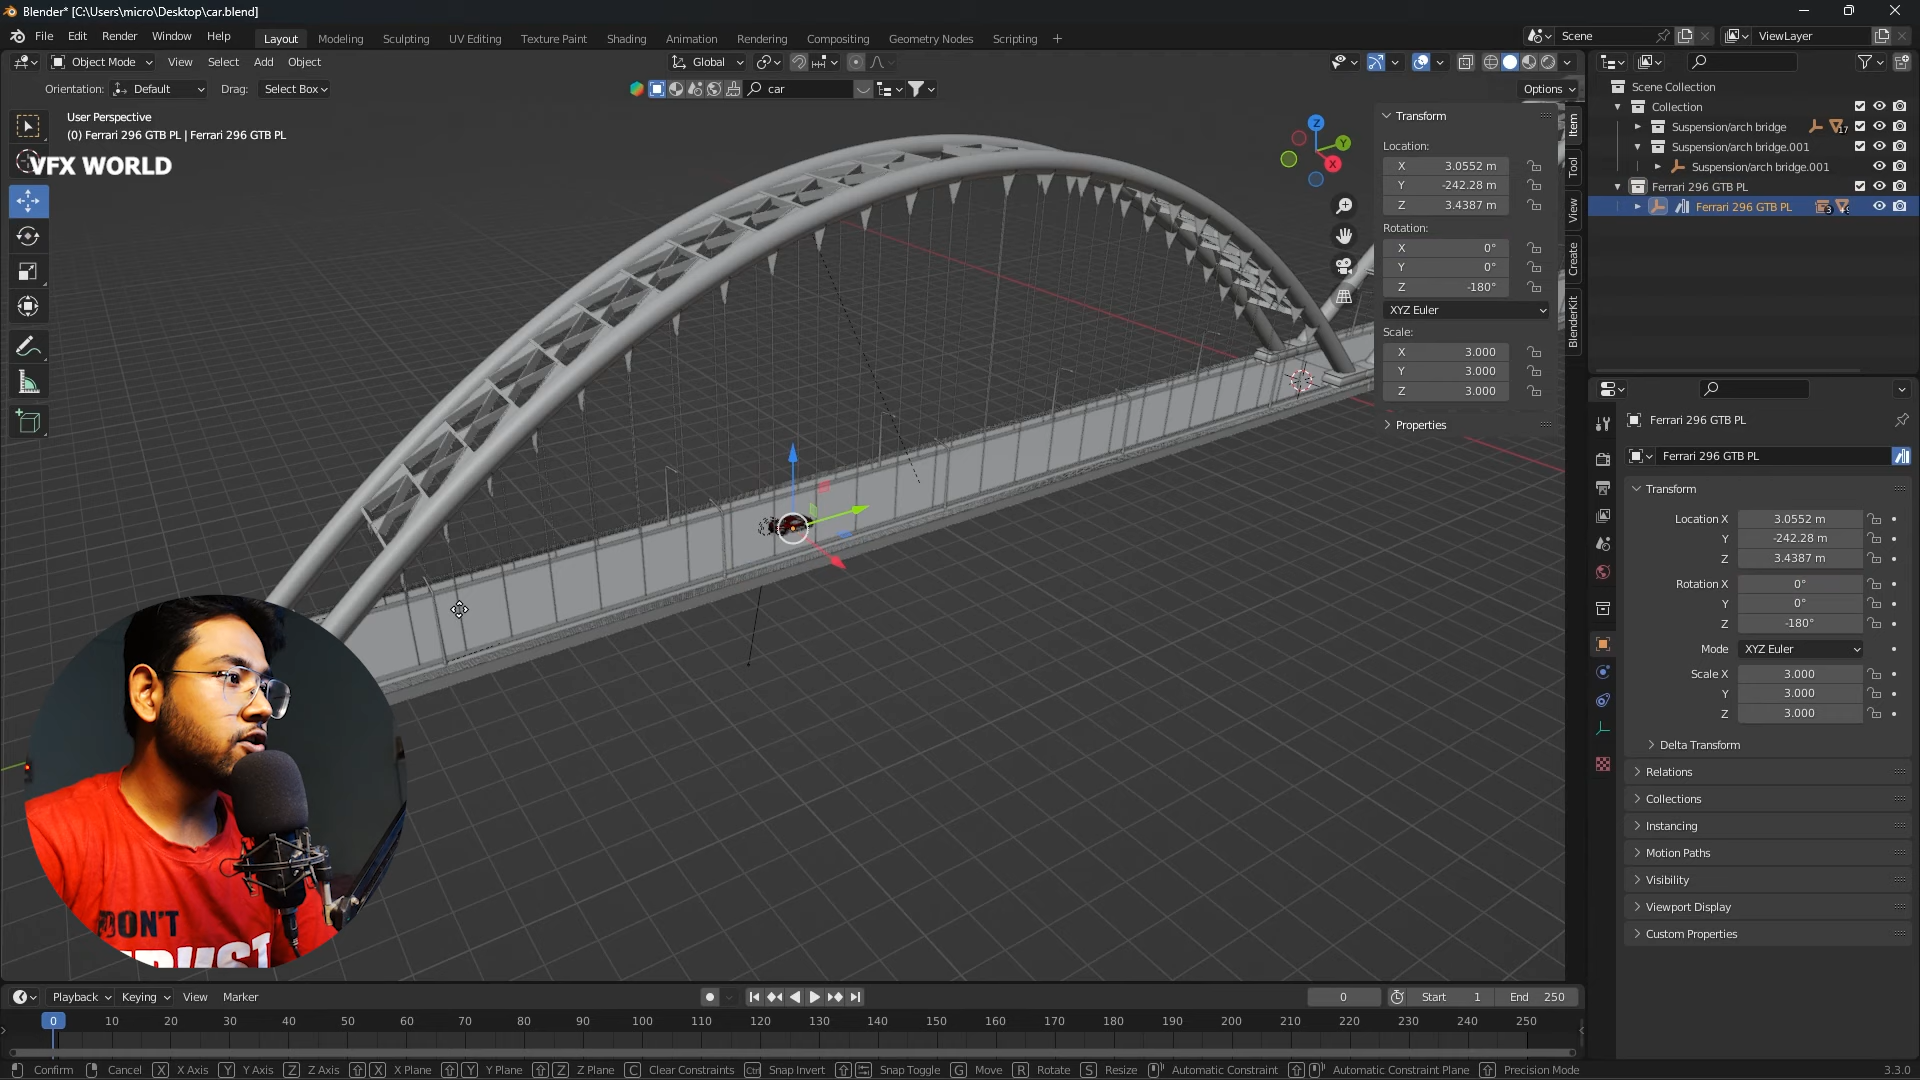 Blender* [C:\Users\micro\Desktop\car.blend]
File Edit Render Window Help
Layout Modeling Sculpting UV Editing Texture Paint Shading Animation Rendering Compositing Geometry Nodes Scripting +
Scene
ViewLayer
Object Mode View Select Add Object
Global
Orientation: Default Drag: Select Box
car
Options
User Perspective
(0) Ferrari 296 GTB PL | Ferrari 296 GTB PL
VFX WORLD
Z
Y
X
Transform
Location:
X 3.0552 m
Y -242.28 m
Z 3.4387 m
Rotation:
X 0°
Y 0°
Z -180°
XYZ Euler
Scale:
X 3.000
Y 3.000
Z 3.000
Properties
Item
Tool
View
Create
BlenderKit
Scene Collection
Collection
Suspension/arch bridge 17
Suspension/arch bridge.001
Suspension/arch bridge.001
Ferrari 296 GTB PL
Ferrari 296 GTB PL 3
Ferrari 296 GTB PL
Ferrari 296 GTB PL
Transform
Location X 3.0552 m
Y -242.28 m
Z 3.4387 m
Rotation X 0°
Y 0°
Z -180°
Mode XYZ Euler
Scale X 3.000
Y 3.000
Z 3.000
Delta Transform
Relations
Collections
Instancing
Motion Paths
Visibility
Viewport Display
Custom Properties
DON'T
Playback Keying View Marker
0 Start 1 End 250
0 10 20 30 40 50 60 70 80 90 100 110 120 130 140 150 160 170 180 190 200 210 220 230 240 250
Confirm Cancel X X Axis Y Y Axis Z Z Axis X X Plane Y Y Plane Z Z Plane C Clear Constraints Ctrl Snap Invert Snap Toggle G Move R Rotate S Resize Automatic Constraint Automatic Constraint Plane Precision Mode
3.3.0